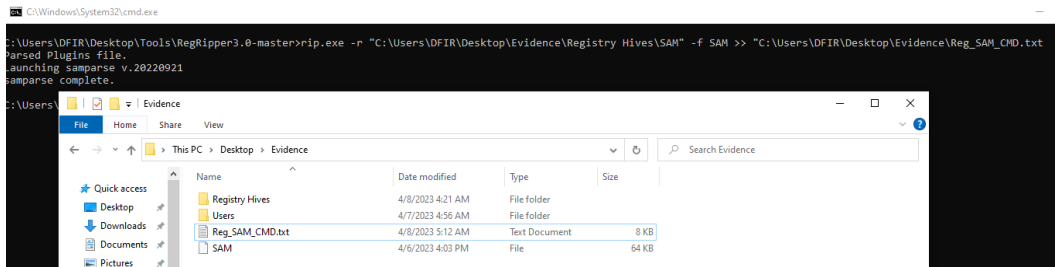 C:\Windows\System32\cmd.exe
C:\Users\DFIR\Desktop\Tools\RegRipper3.0-master>rip.exe -r "C:\Users\DFIR\Desktop\Evidence\Registry Hives\SAM" -f SAM >> "C:\Users\DFIR\Desktop\Evidence\Reg_SAM_CMD.txt
Parsed Plugins file.
Launching samparse v.20220921
samparse complete.
C:\Users\
Evidence
File Home Share View
This PC > Desktop > Evidence
Search Evidence
Name Date modified Type Size
Quick access
Desktop
Downloads
Documents
Pictures
Registry Hives 4/8/2023 4:21 AM File folder
Users 4/7/2023 4:56 AM File folder
Reg_SAM_CMD.txt 4/8/2023 5:12 AM Text Document 8 KB
SAM 4/6/2023 4:03 PM File 64 KB